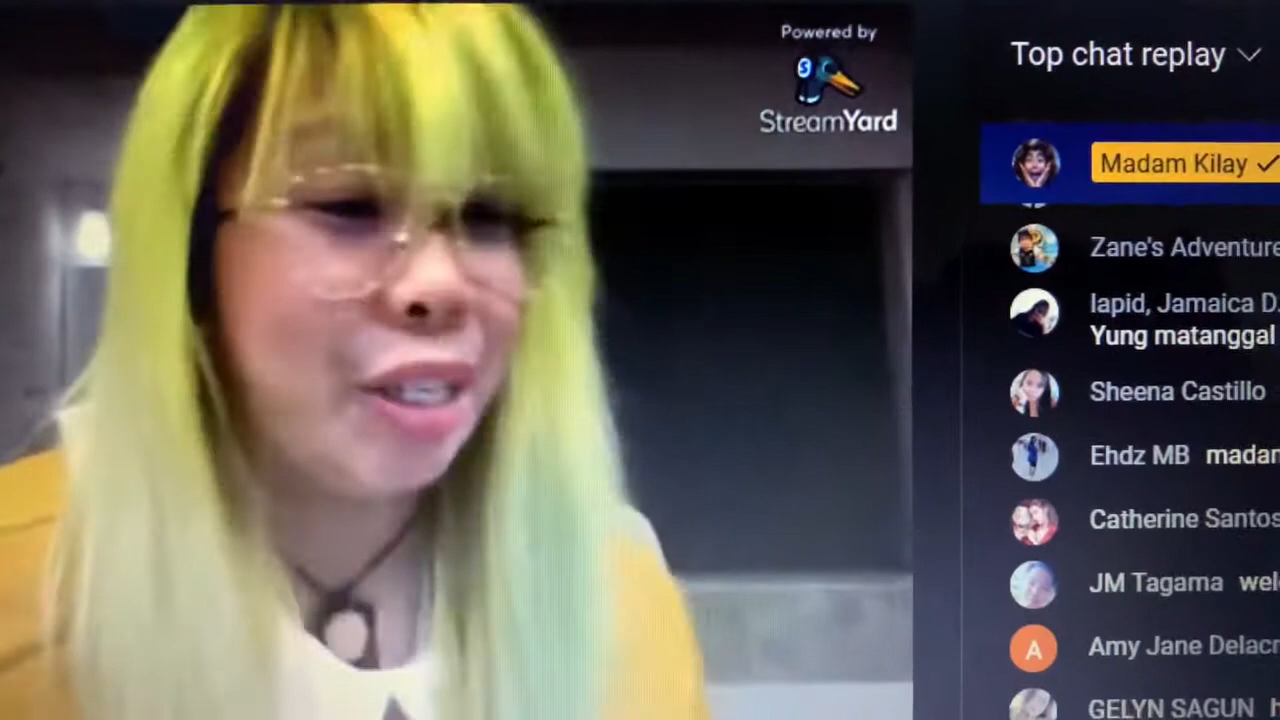 Powered by
StreamYard
Top chat replay
Madam Kilay
Zane's Adventure
lapid, Jamaica D.
Yung matanggal
Sheena Castillo
Ehdz MB madam
Catherine Santos
JM Tagama wel
A
Amy Jane Delacr
GELYN SAGUN